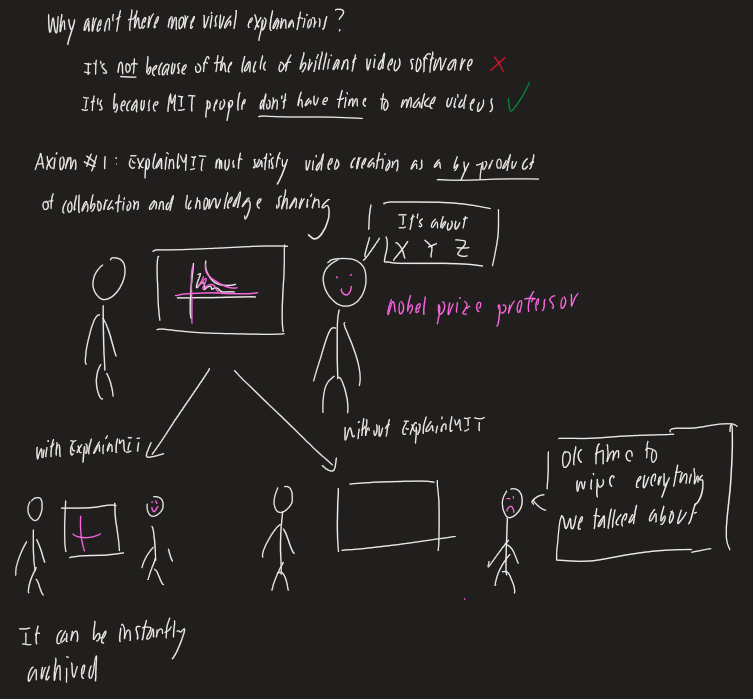 Why aren't there more visual explanations?
It's not because of the lack of brilliant video software
It's because MIT people don't have time to make videos
Axiom #1: ExplainMIT must satisfy video creation as a by product
of collaboration and knowledge sharing
It's about
X Y Z
nobel prize professor
with ExplainMIT
without ExplainMIT
OK time to
wipe everything
we talked about
It can be instantly
archived